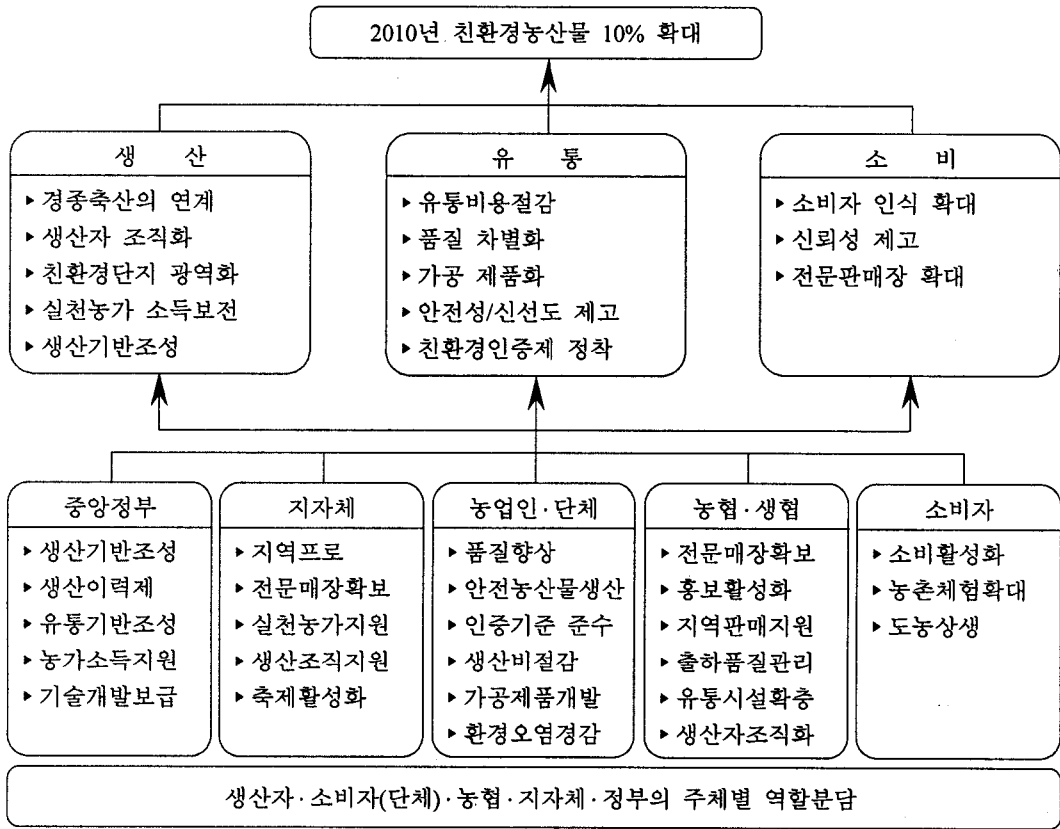 2010년 친환경농산물 10% 확대
생 산
▸ 경종축산의 연계
▸ 생산자 조직화
▸ 친환경단지 광역화
▸ 실천농가 소득보전
▸ 생산기반조성
유 통
▸ 유통비용절감
▸ 품질 차별화
▸ 가공 제품화
▸ 안전성/신선도 제고
▸ 친환경인증제 정착
소 비
▸ 소비자 인식 확대
▸ 신뢰성 제고
▸ 전문판매장 확대
중앙정부
▸ 생산기반조성
▸ 생산이력제
▸ 유통기반조성
▸ 농가소득지원
▸ 기술개발보급
지자체
▸ 지역프로
▸ 전문매장확보
▸ 실천농가지원
▸ 생산조직지원
▸ 축제활성화
농업인·단체
▸ 품질향상
▸ 안전농산물생산
▸ 인증기준 준수
▸ 생산비절감
▸ 가공제품개발
▸ 환경오염경감
농협·생협
▸ 전문매장확보
▸ 홍보활성화
▸ 지역판매지원
▸ 출하품질관리
▸ 유통시설확충
▸ 생산자조직화
소비자
▸ 소비활성화
▸ 농촌체험확대
▸ 도농상생
생산자·소비자(단체)·농협·지자체·정부의 주체별 역할분담